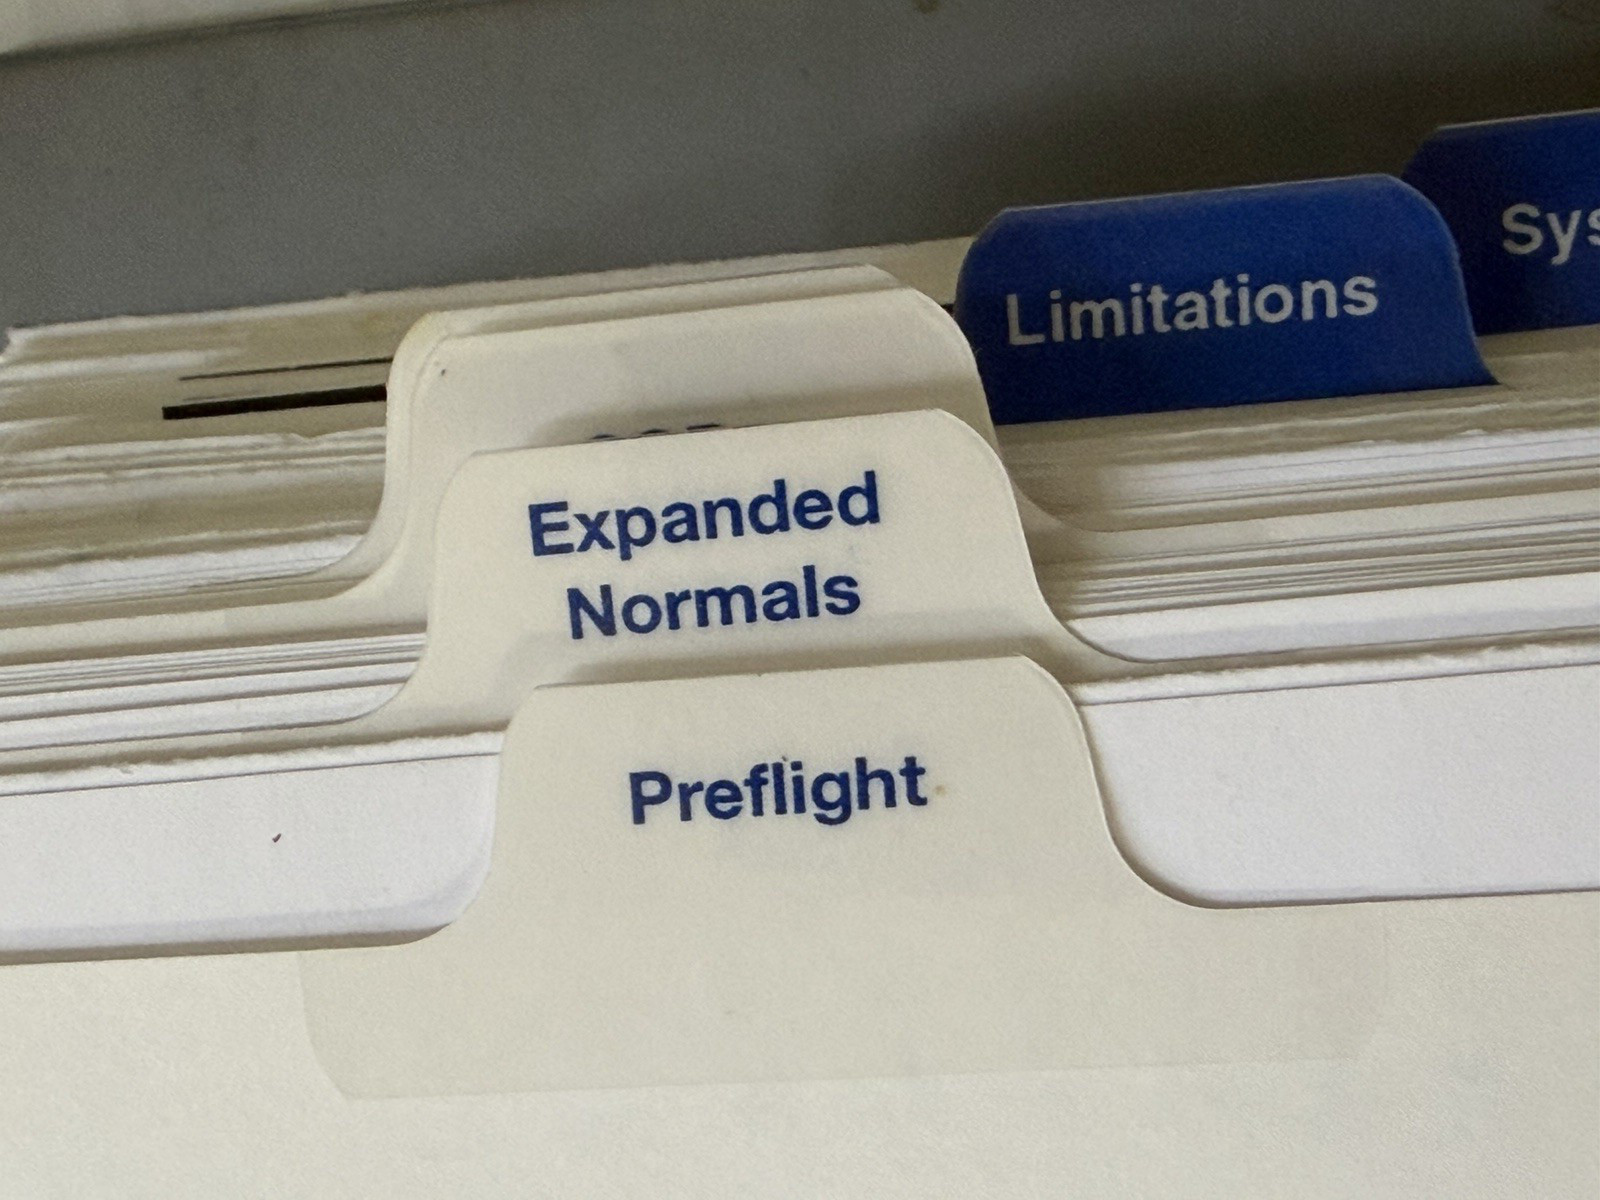 Limitations
Expanded
Normals
Preflight